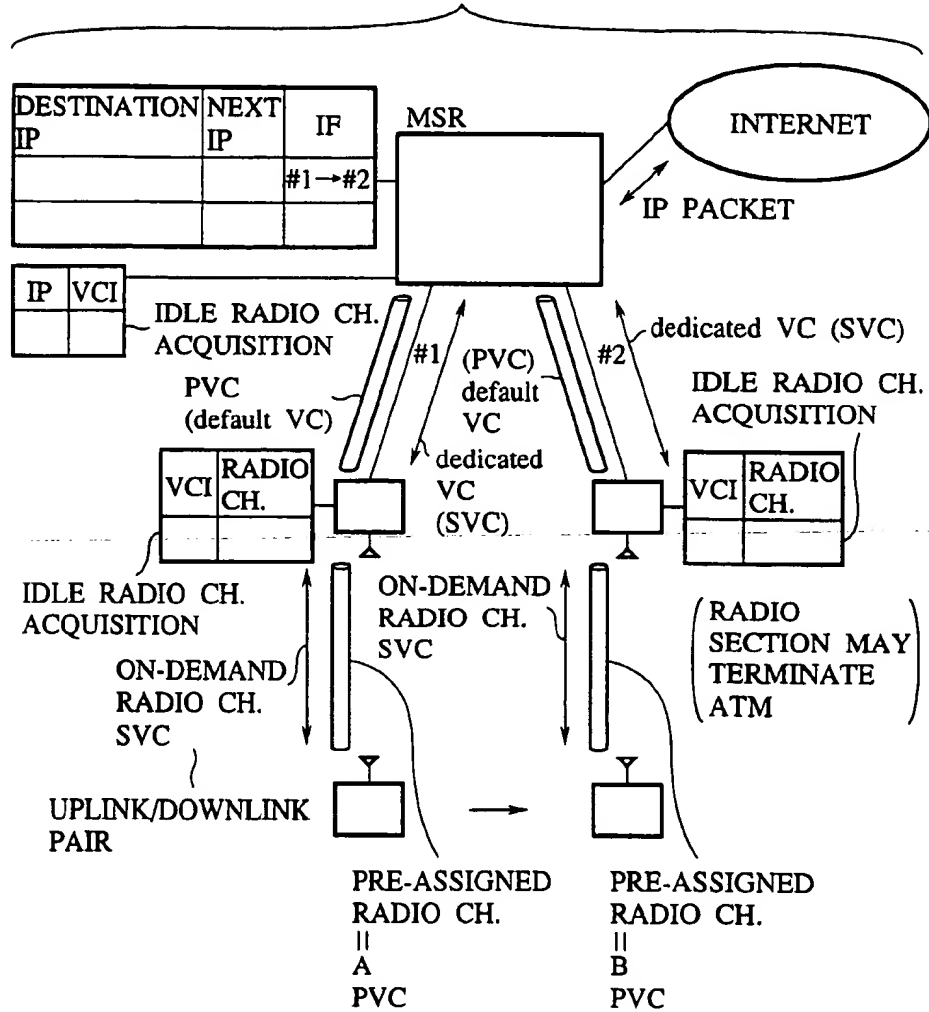 DESTINATION IP
NEXT IP
IF
#1→#2
MSR
INTERNET
IP PACKET
IP
VCI
IDLE RADIO CH.
ACQUISITION
PVC
(default VC)
#1
dedicated
VC
(SVC)
(PVC)
default
VC
#2
dedicated VC (SVC)
IDLE RADIO CH.
ACQUISITION
VCI
RADIO
CH.
VCI
RADIO
CH.
IDLE RADIO CH.
ACQUISITION
ON-DEMAND
RADIO CH.
SVC
UPLINK/DOWNLINK
PAIR
ON-DEMAND
RADIO CH.
SVC
RADIO
SECTION MAY
TERMINATE
ATM
PRE-ASSIGNED
RADIO CH.
=
A
PVC
PRE-ASSIGNED
RADIO CH.
=
B
PVC